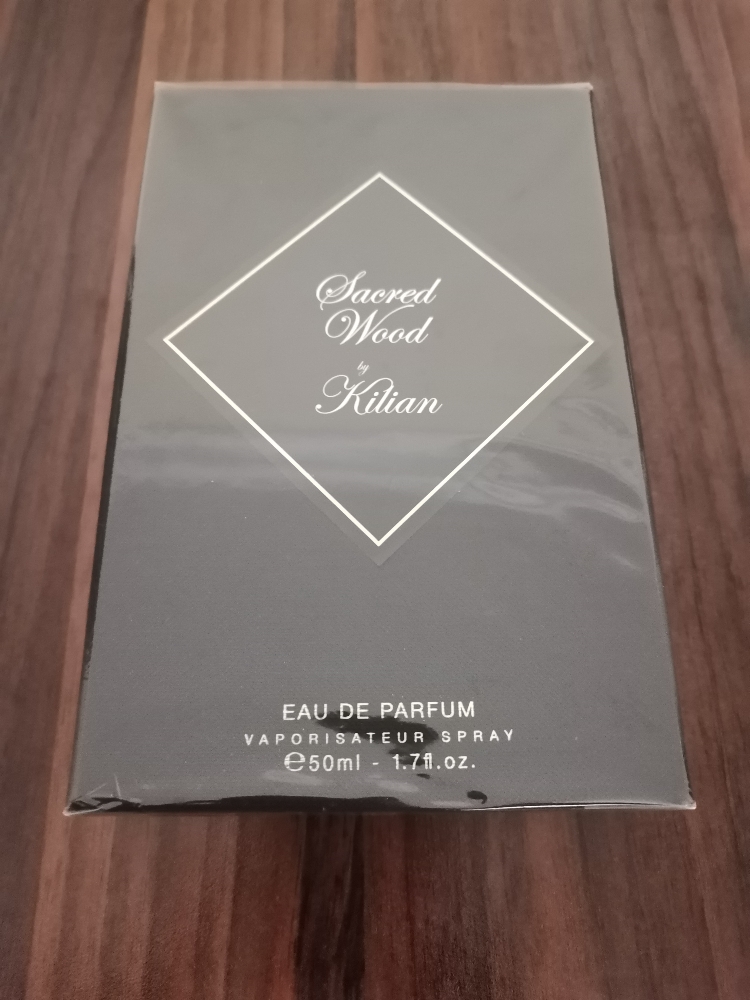 Sacred
Wood
by
Kilian
EAU DE PARFUM
VAPORISATEUR SPRAY
℮50ml - 1.7fl.oz.